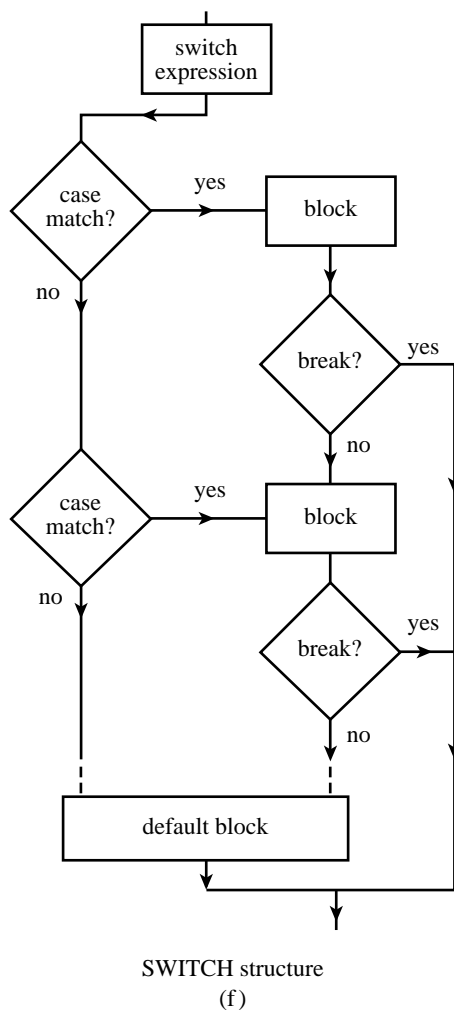 switch
expression
case
match?
yes
block
no
break?
yes
no
case
match?
yes
block
no
break?
yes
no
default block
SWITCH structure
(f)